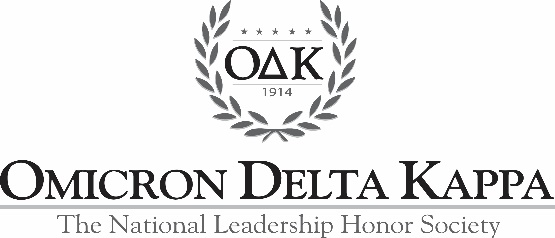 ΟΔΚ
1914
OMICRON DELTA KAPPA
The National Leadership Honor Society